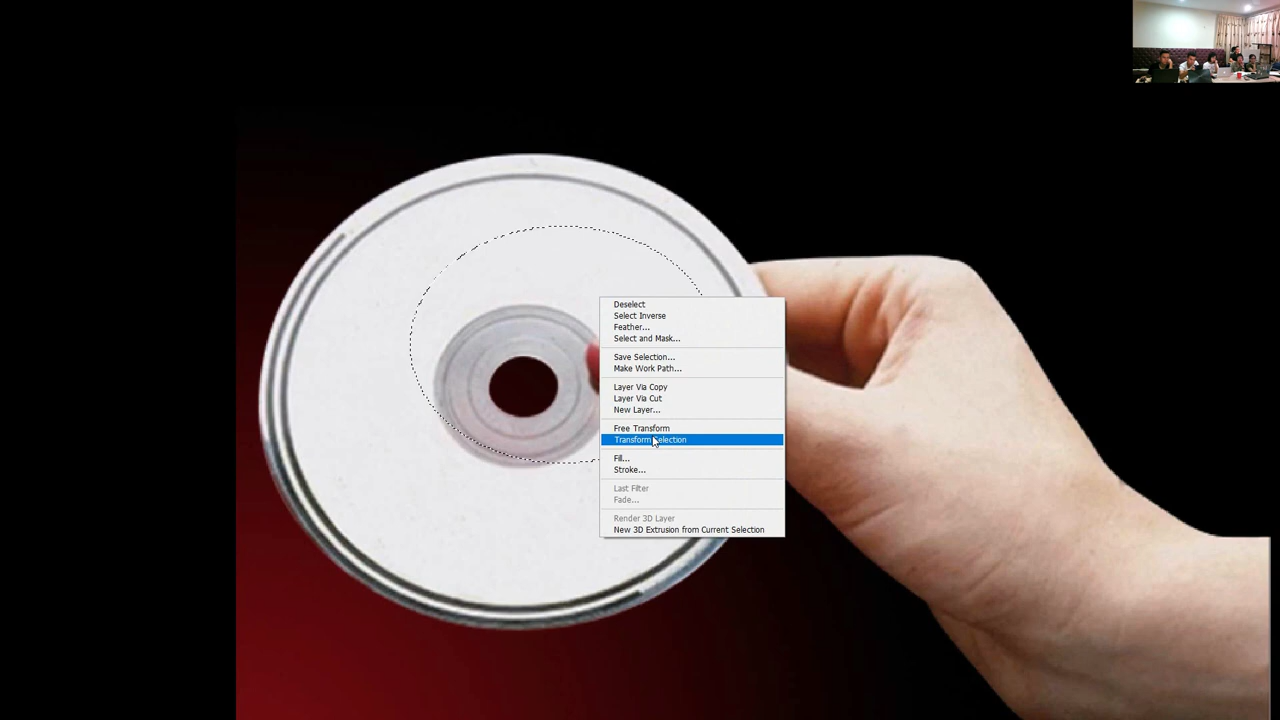 Deselect
Select Inverse
Feather...
Select and Mask...
Save Selection...
Make Work Path...
Layer Via Copy
Layer Via Cut
New Layer...
Free Transform
Transform Selection
Fill...
Stroke...
Last Filter
Fade...
Render 3D Layer
New 3D Extrusion from Current Selection